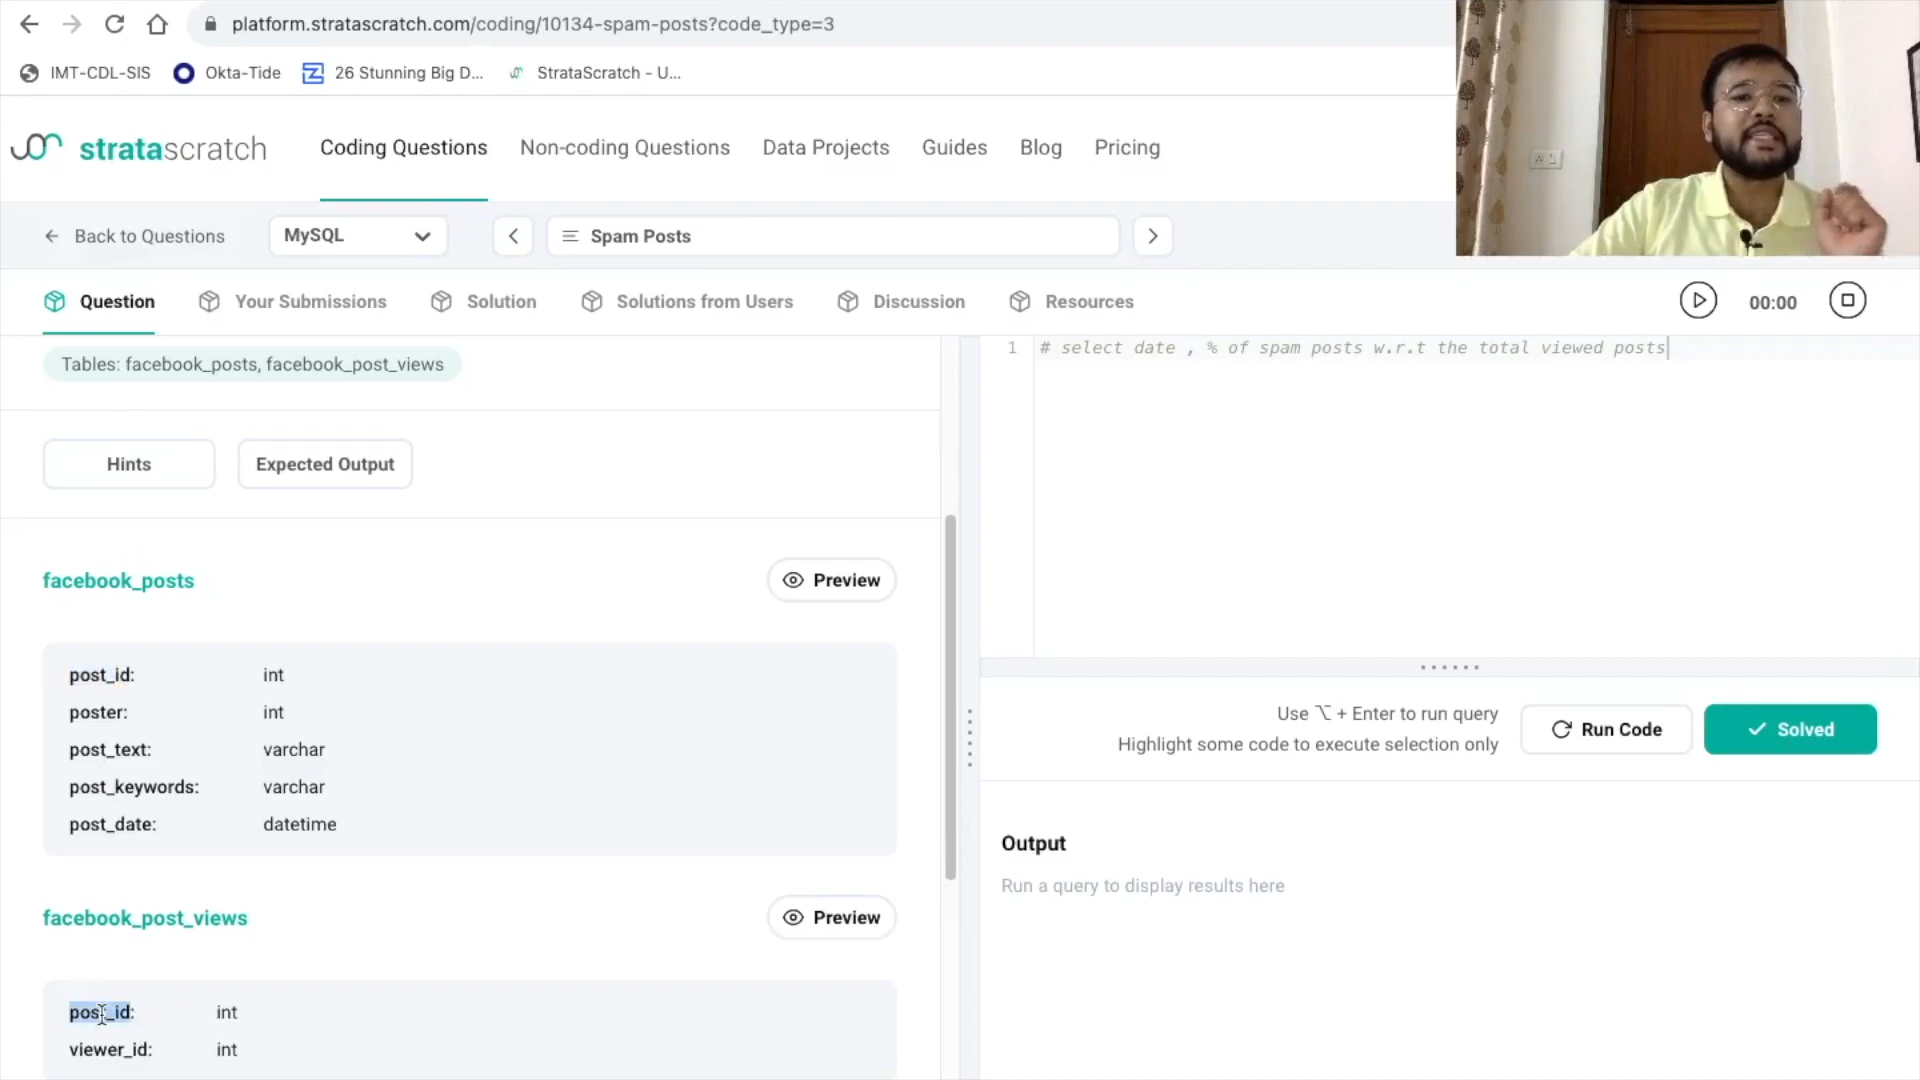 platform.stratascratch.com/coding/10134-spam-posts?code_type=3
IMT-CDL-SIS
Okta-Tide
26 Stunning Big D...
StrataScratch - U...
stratascratch
Coding Questions
Non-coding Questions
Data Projects
Guides
Blog
Pricing
Back to Questions
MySQL
Spam Posts
Question
Your Submissions
Solution
Solutions from Users
Discussion
Resources
00:00
Tables: facebook_posts, facebook_post_views
1 # select date , % of spam posts w.r.t the total viewed posts
Hints
Expected Output
facebook_posts
Preview
post_id: int
poster: int
post_text: varchar
post_keywords: varchar
post_date: datetime
Use ⌥ + Enter to run query
Highlight some code to execute selection only
Run Code
Solved
Output
Run a query to display results here
facebook_post_views
Preview
post_id: int
viewer_id: int